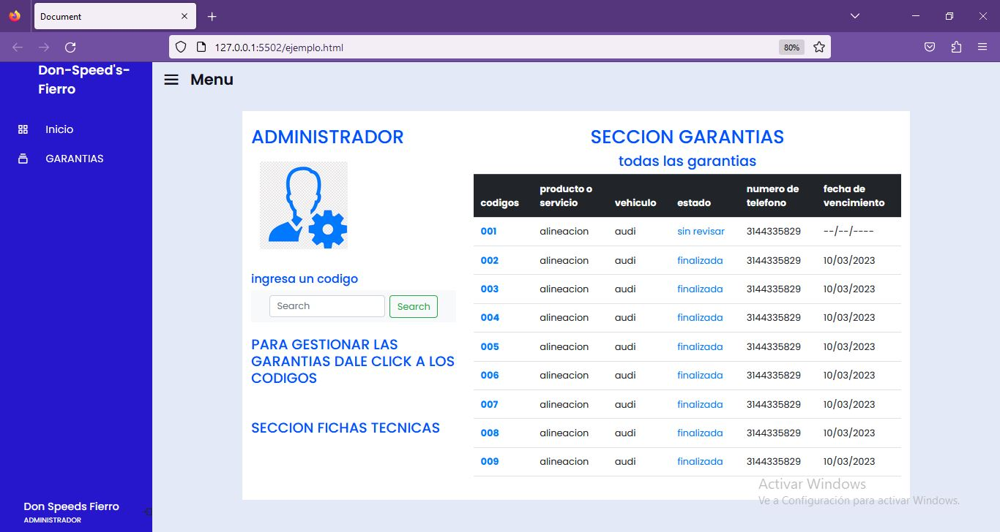 Document
127.0.0.1:5502/ejemplo.html
80%
Don-Speed's-
Fierro
Inicio
GARANTIAS
Don Speeds Fierro
ADMINISTRADOR
Menu
ADMINISTRADOR
ingresa un codigo
Search Search
PARA GESTIONAR LAS
GARANTIAS DALE CLICK A LOS
CODIGOS
SECCION FICHAS TECNICAS
SECCION GARANTIAS
todas las garantias
codigos producto o servicio vehiculo estado numero de telefono fecha de vencimiento
001 alineacion audi sin revisar 3144335829 --/--/----
002 alineacion audi finalizada 3144335829 10/03/2023
003 alineacion audi finalizada 3144335829 10/03/2023
004 alineacion audi finalizada 3144335829 10/03/2023
005 alineacion audi finalizada 3144335829 10/03/2023
006 alineacion audi finalizada 3144335829 10/03/2023
007 alineacion audi finalizada 3144335829 10/03/2023
008 alineacion audi finalizada 3144335829 10/03/2023
009 alineacion audi finalizada 3144335829 10/03/2023
Activar Windows
Ve a Configuración para activar Windows.